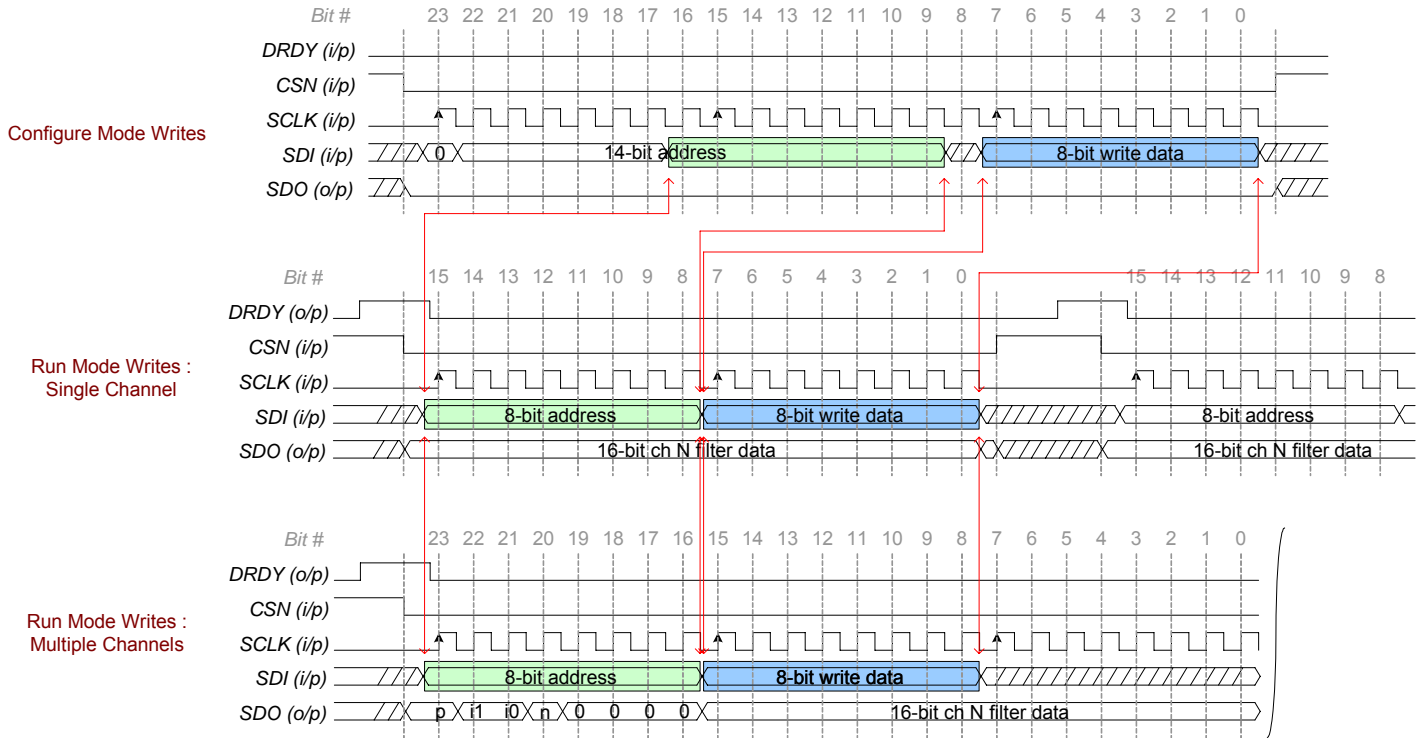 Bit # 23 22 21 20 19 18 17 16 15 14 13 12 11 10 9 8 7 6 5 4 3 2 1 0
DRDY (i/p)
CSN (i/p)
SCLK (i/p)
Configure Mode Writes
SDI (i/p) 0 14-bit address 8-bit write data
SDO (o/p)
Bit # 15 14 13 12 11 10 9 8 7 6 5 4 3 2 1 0 15 14 13 12 11 10 9 8
DRDY (o/p)
CSN (i/p)
Run Mode Writes :
Single Channel
SCLK (i/p)
SDI (i/p) 8-bit address 8-bit write data 8-bit address
SDO (o/p) 16-bit ch N filter data 16-bit ch N filter data
Bit # 23 22 21 20 19 18 17 16 15 14 13 12 11 10 9 8 7 6 5 4 3 2 1 0
DRDY (o/p)
CSN (i/p)
Run Mode Writes :
Multiple Channels
SCLK (i/p)
SDI (i/p) 8-bit address 8-bit write data
SDO (o/p) p i1 i0 n 0 0 0 0 16-bit ch N filter data